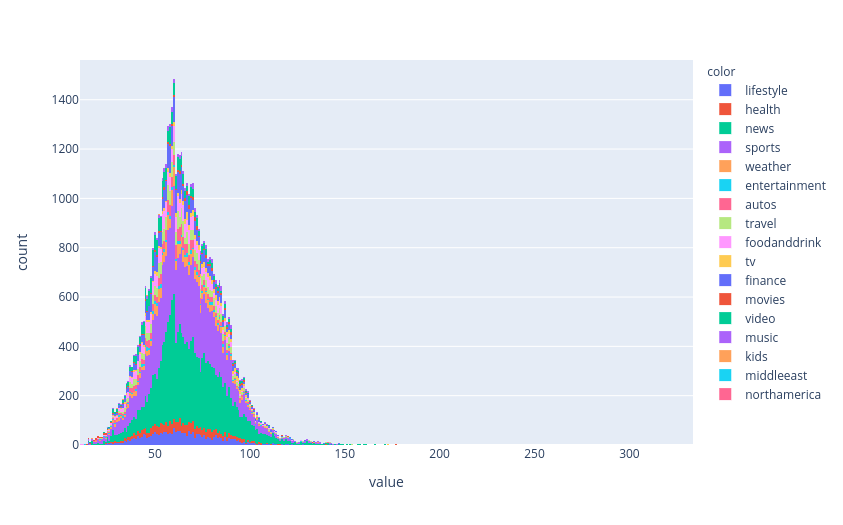 color
lifestyle
health
news
sports
weather
entertainment
autos
travel
foodanddrink
tv
finance
movies
video
music
kids
middleeast
northamerica
1400
1200
1000
800
600
400
200
0
count
50
100
150
200
250
300
value